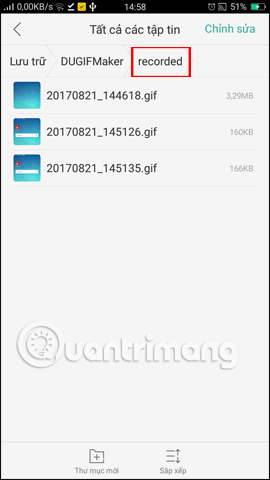 0,00KB/s 14:58 51%
Tất cả các tập tin Chỉnh sửa
Lưu trữ DUGIFMaker recorded
20170821_144618.gif 3,29MB
20170821_145126.gif 160KB
20170821_145135.gif 166KB
Quantrimang
Thư mục mới Sắp xếp